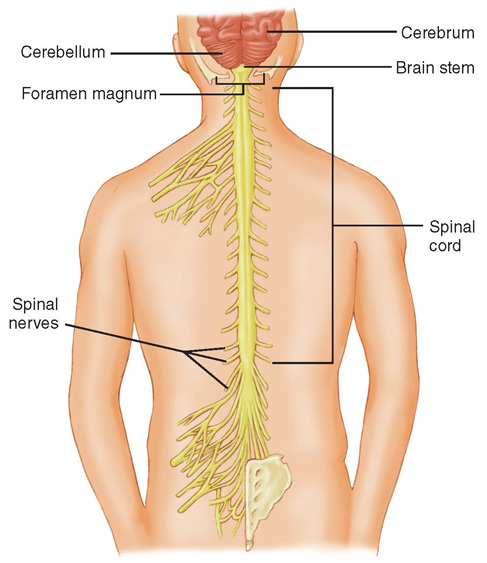 Cerebrum
Cerebellum
Brain stem
Foramen magnum
Spinal
cord
Spinal
nerves